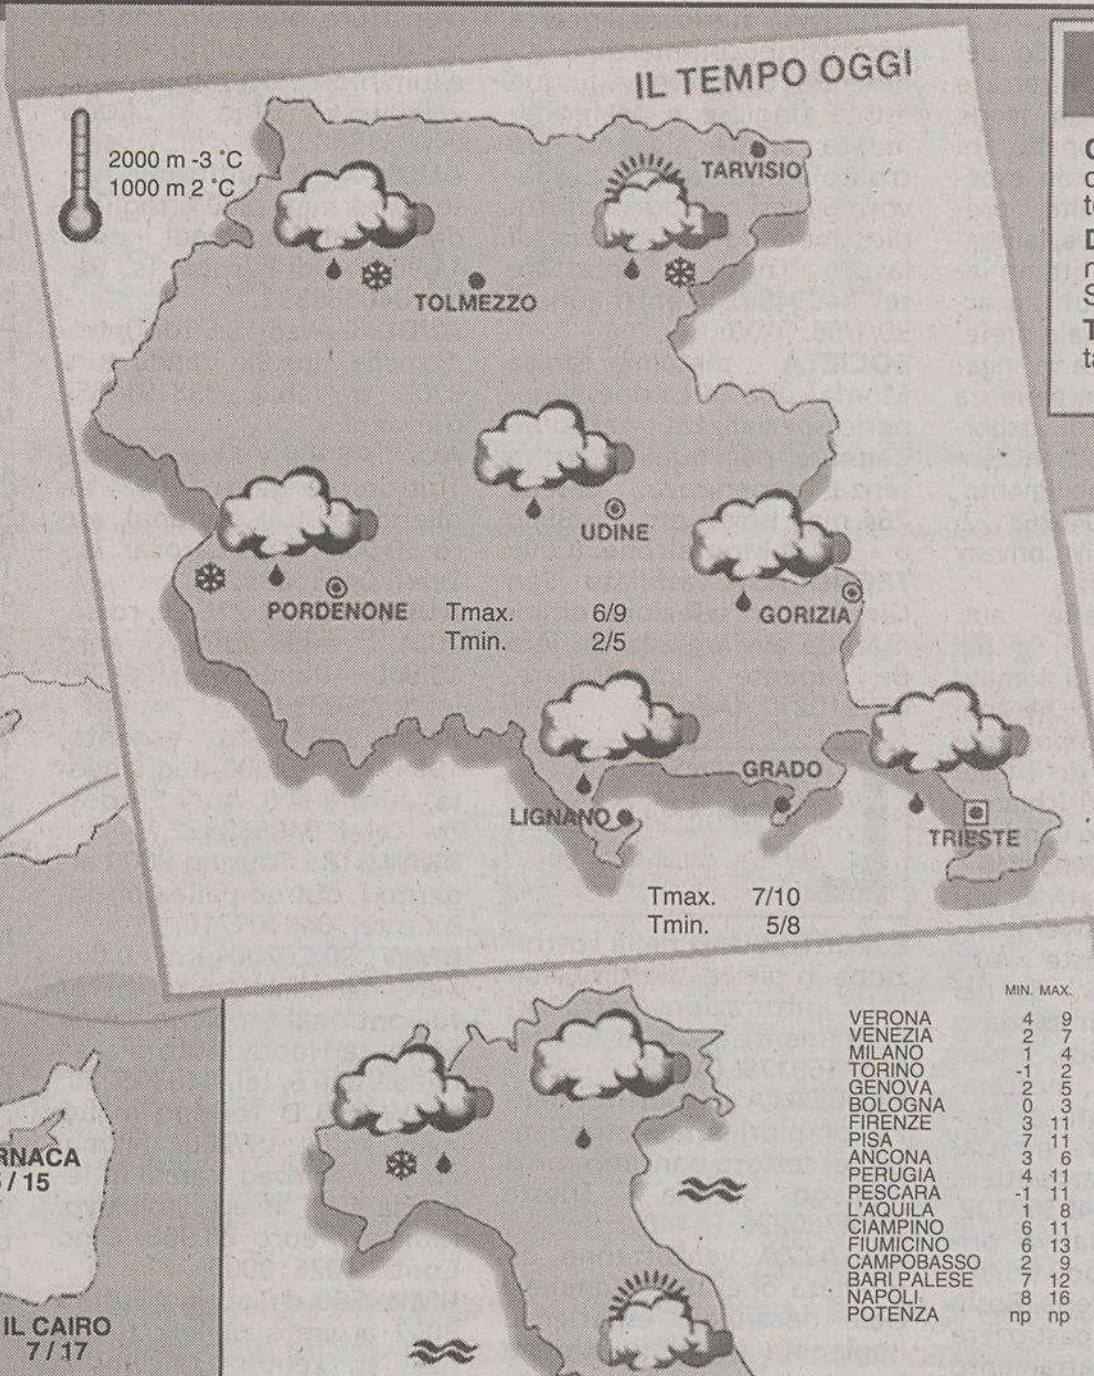 IL TEMPO OGGI
2000 m -3 °C
1000 m 2 °C
TARVISIO
TOLMEZZO
UDINE
PORDENONE
GORIZIA
Tmax. 6/9
Tmin. 2/5
GRADO
LIGNANO
TRIESTE
Tmax. 7/10
Tmin. 5/8
MIN. MAX.
VERONA 4 9
VENEZIA 2 7
MILANO 1 4
TORINO -1 2
GENOVA 2 5
BOLOGNA 0 3
FIRENZE 3 11
PISA 7 11
ANCONA 3 6
PERUGIA 4 11
PESCARA -1 11
L'AQUILA 1 8
CIAMPINO 6 11
FIUMICINO 6 13
CAMPOBASSO 2 9
BARI PALESE 7 12
NAPOLI 8 16
POTENZA np np
RNACA
/ 15
IL CAIRO
7 / 17